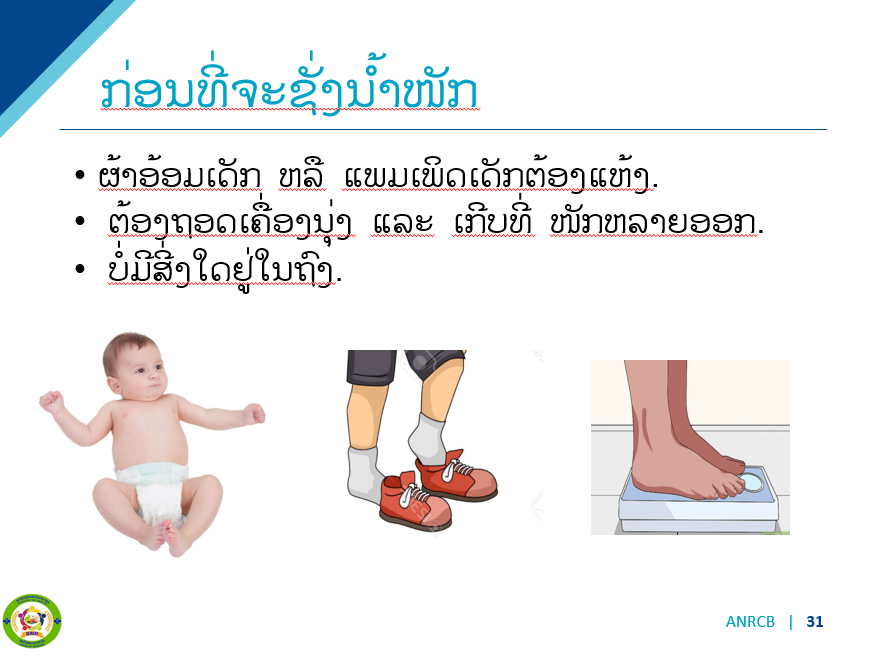 ກ່ອນທີ່ຈະຊັ່ງນ້ຳໜັກ
• ຜ້າອ້ອມເດັກ ຫລື ແພມເພິດເດັກຕ້ອງແຫ້ງ.
• ຕ້ອງຖອດເຄື່ອງນຸ່ງ ແລະ ເກີບທີ່ ໜັກຫລາຍອອກ.
• ບໍ່ມີສິ່ງໃດຢູ່ໃນຖົງ.
ANRCB | 31